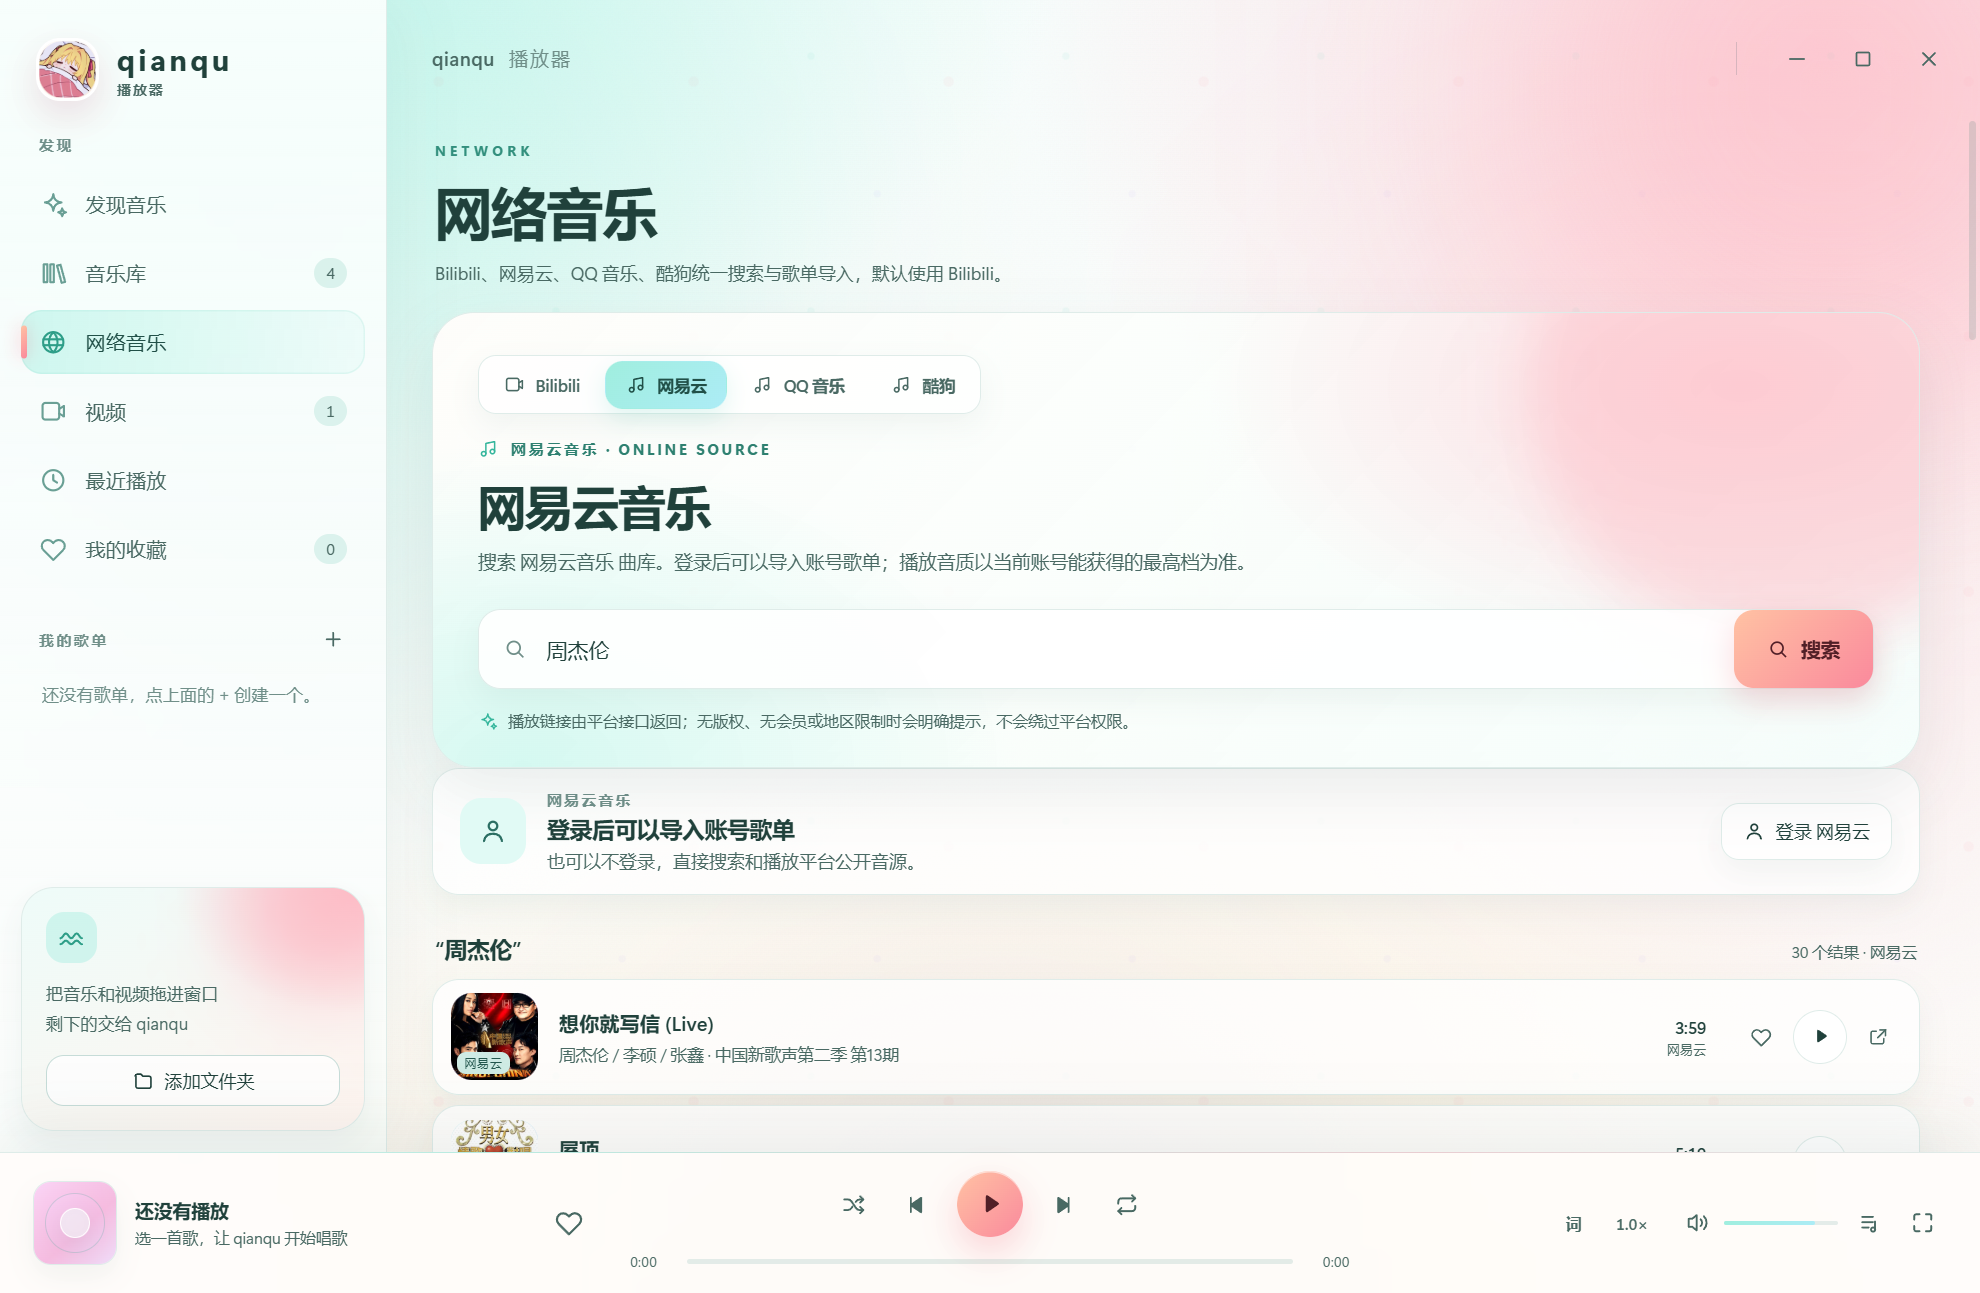 qianqu
播放器
发现
发现音乐
音乐库 4
网络音乐
视频 1
最近播放
我的收藏 0
我的歌单 +
还没有歌单，点上面的 + 创建一个。
把音乐和视频拖进窗口
剩下的交给 qianqu
添加文件夹
qianqu 播放器
NETWORK
网络音乐
Bilibili、网易云、QQ 音乐、酷狗统一搜索与歌单导入，默认使用 Bilibili。
Bilibili 网易云 QQ 音乐 酷狗
网易云音乐 · ONLINE SOURCE
网易云音乐
搜索 网易云音乐 曲库。登录后可以导入账号歌单；播放音质以当前账号能获得的最高档为准。
周杰伦 搜索
播放链接由平台接口返回；无版权、无会员或地区限制时会明确提示，不会绕过平台权限。
网易云音乐
登录后可以导入账号歌单
也可以不登录，直接搜索和播放平台公开音源。
登录 网易云
“周杰伦” 30 个结果 · 网易云
网易云
想你就写信 (Live)
周杰伦 / 李硕 / 张鑫 · 中国新歌声第二季 第13期
3:59
网易云
男女
屋顶
5:19
还没有播放
选一首歌，让 qianqu 开始唱歌
0:00 0:00
词 1.0×